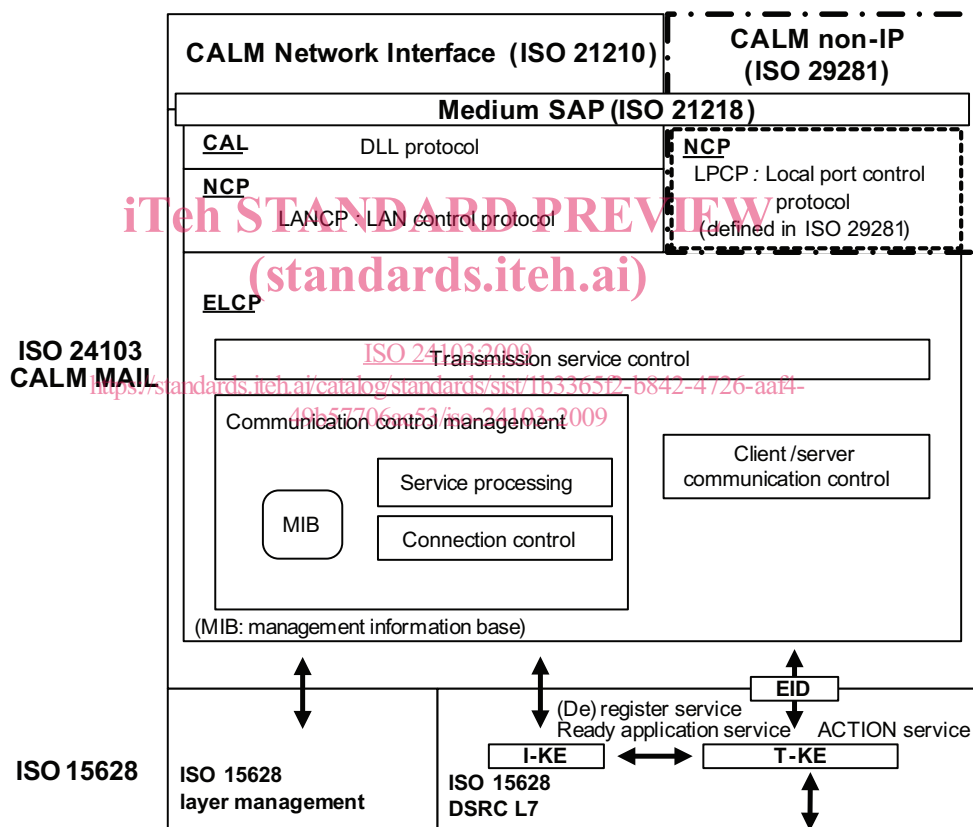 CALM Network Interface (ISO 21210)
CALM non-IP
(ISO 29281)
Medium SAP (ISO 21218)
CAL
DLL protocol
NCP
LANCP : LAN control protocol
NCP
LPCP : Local port control
protocol
(defined in ISO 29281)
iTeh STANDARD PREVIEW
(standards.iteh.ai)
ELCP
ISO 24103
CALM MAIL
ISO 24103:2009
Transmission service control
https://standards.iteh.ai/catalog/standards/sist/1b3365f2-b842-4726-aaf4-
49b57706ae53/iso-24103-2009
Communication control management
Client /server
communication control
Service processing
MIB
Connection control
(MIB: management information base)
EID
(De) register service
Ready application service
ACTION service
I-KE
T-KE
ISO 15628
ISO 15628
layer management
ISO 15628
DSRC L7